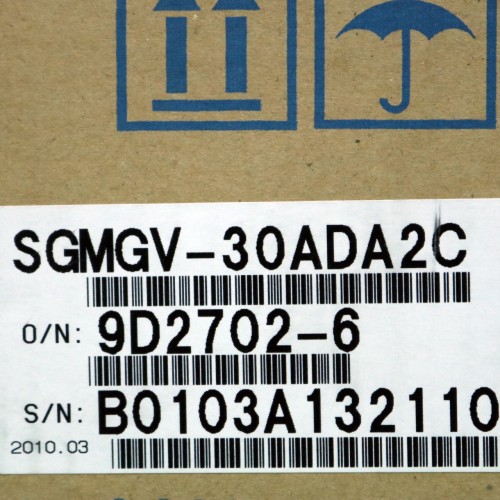 SGMGV-30ADA2C
O/N: 9D2702-6
S/N: B0103A132110
2010.03